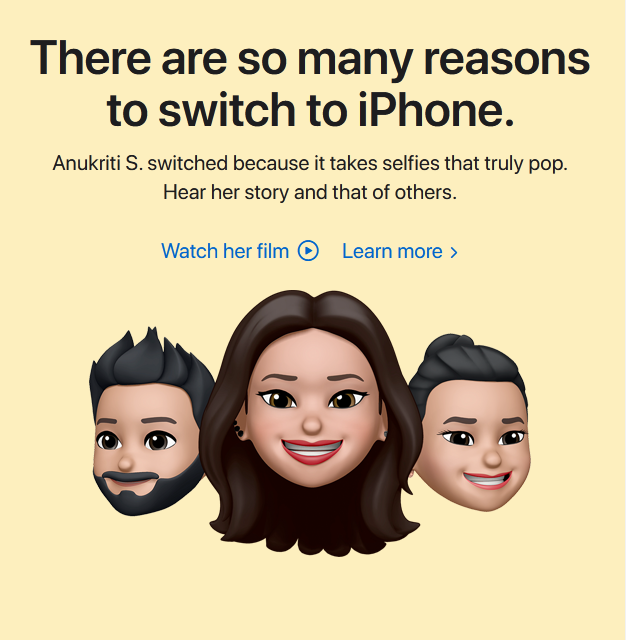 There are so many reasons
to switch to iPhone.
Anukriti S. switched because it takes selfies that truly pop.
Hear her story and that of others.
Watch her film
Learn more >